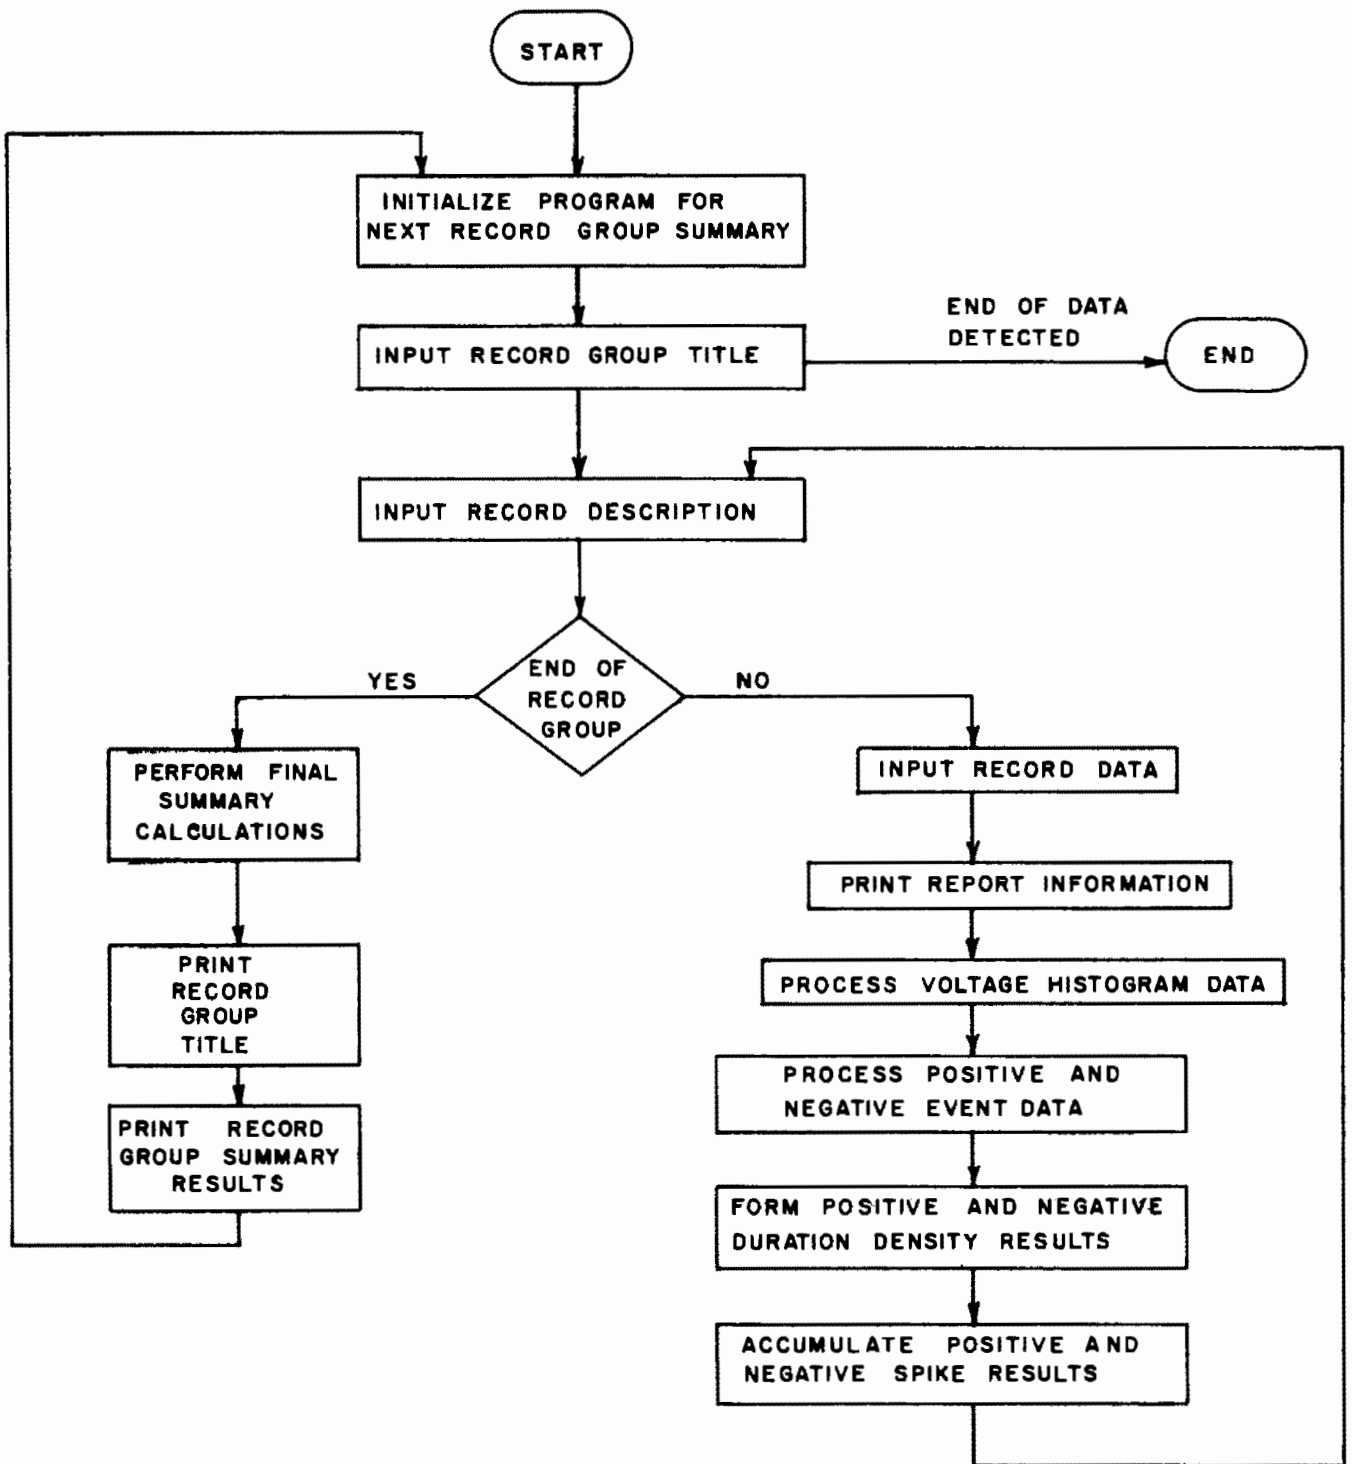 START
INITIALIZE PROGRAM FOR
NEXT RECORD GROUP SUMMARY
INPUT RECORD GROUP TITLE
END OF DATA
DETECTED
END
INPUT RECORD DESCRIPTION
END OF
RECORD
GROUP
YES
NO
PERFORM FINAL
SUMMARY
CALCULATIONS
PRINT
RECORD
GROUP
TITLE
PRINT RECORD
GROUP SUMMARY
RESULTS
INPUT RECORD DATA
PRINT REPORT INFORMATION
PROCESS VOLTAGE HISTOGRAM DATA
PROCESS POSITIVE AND
NEGATIVE EVENT DATA
FORM POSITIVE AND NEGATIVE
DURATION DENSITY RESULTS
ACCUMULATE POSITIVE AND
NEGATIVE SPIKE RESULTS